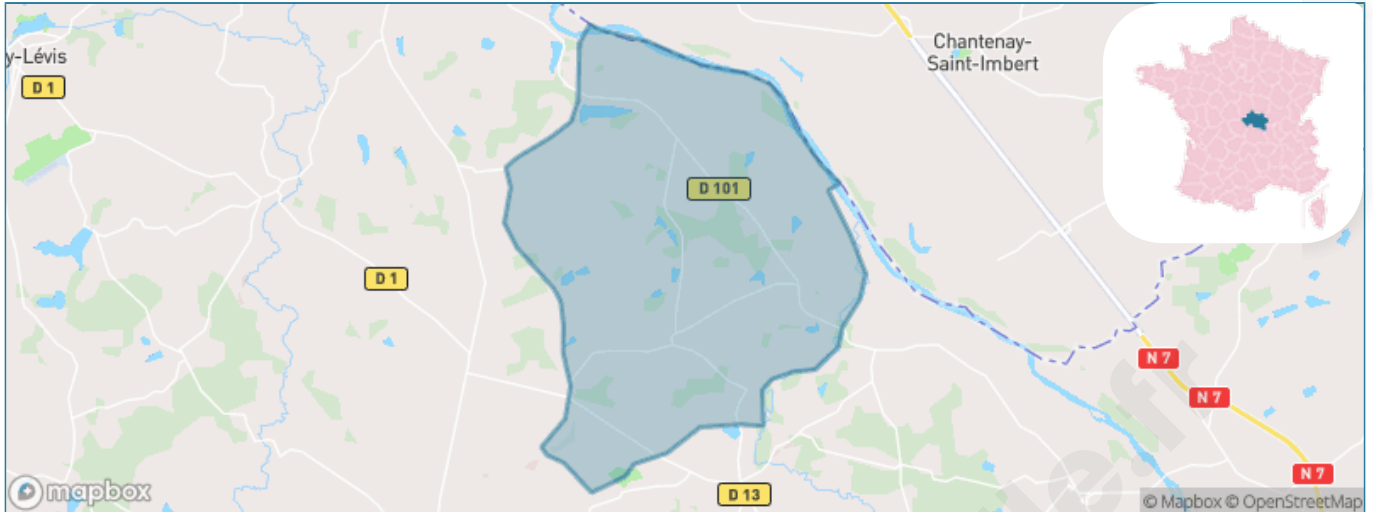 y-Lévis
D 1
Chantenay-
Saint-Imbert
D 101
D 1
N 7
N 7
N 7
D 13
mapbox
© Mapbox © OpenStreetMap